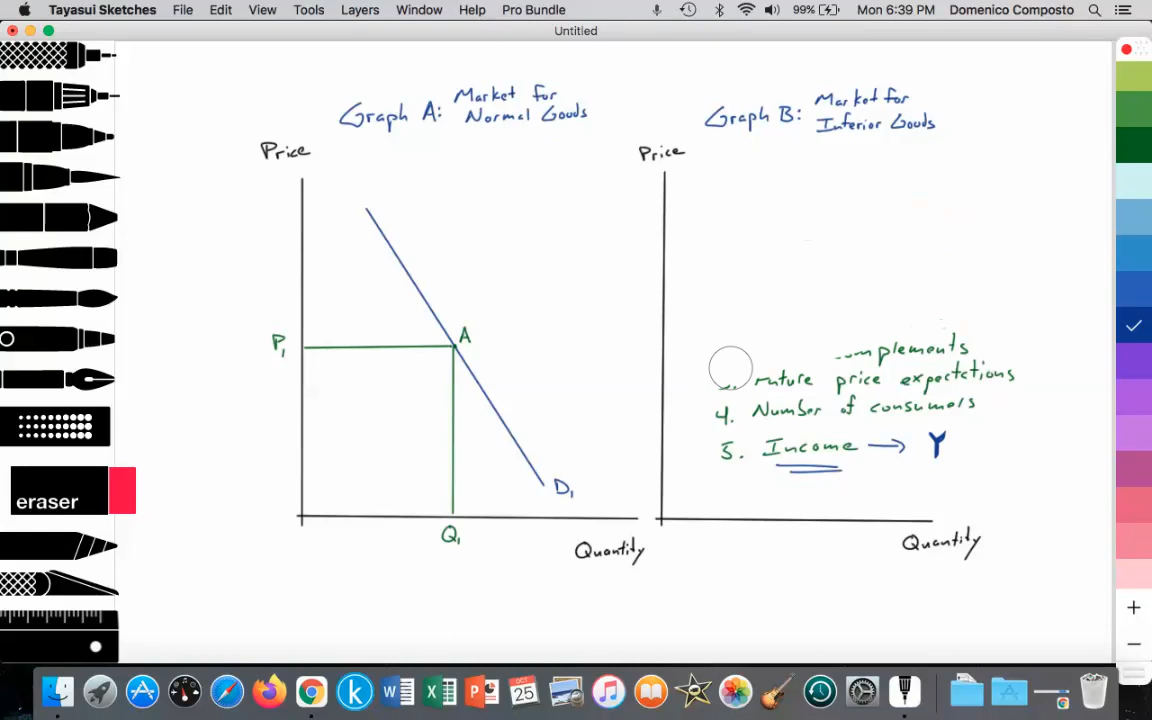 Tayasui Sketches File Edit View Tools Layers Window Help Pro Bundle 99% Mon 6:39 PM Domenico Composto
Untitled
Graph A: Market for
Normal Goods
Graph B: Market for
Inferior Goods
Price
Price
P1
A
D1
Q1
Quantity
mplements
uture price expectations
4. Number of consumers
5. Income → Y
Quantity
eraser
OCT
25